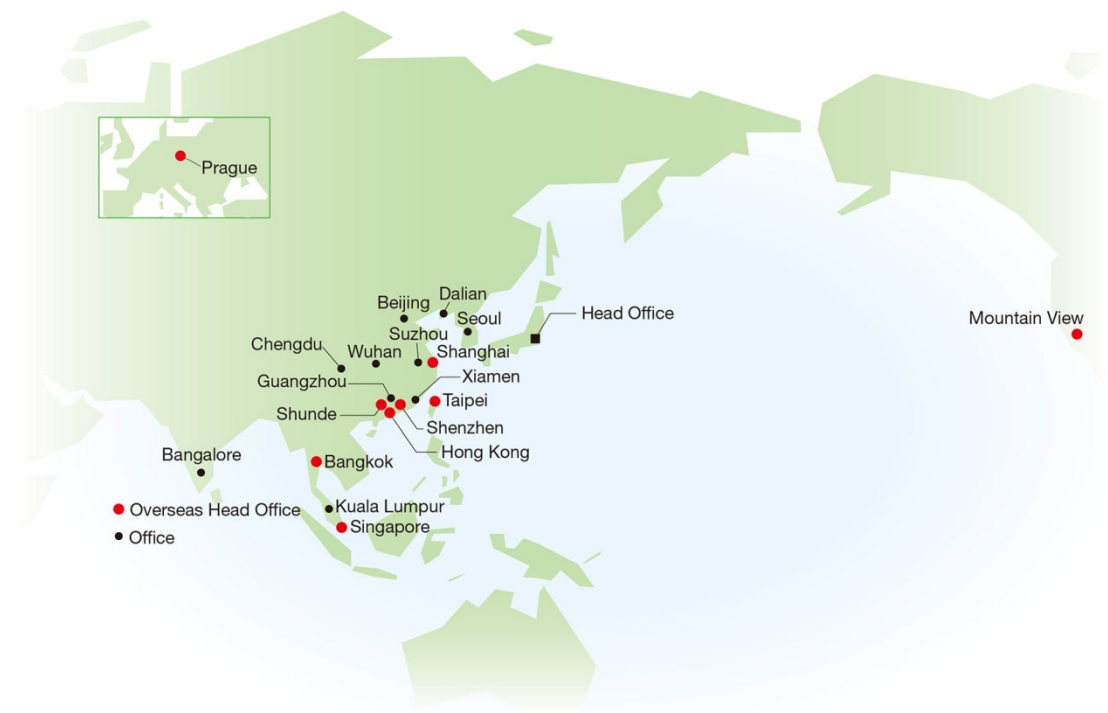 Prague
Dalian
Beijing
Head Office
Seoul
Mountain View
Suzhou
Chengdu
Wuhan
Shanghai
Xiamen
Guangzhou
Taipei
Shunde
Shenzhen
Hong Kong
Bangalore
Bangkok
Kuala Lumpur
Overseas Head Office
Singapore
Office